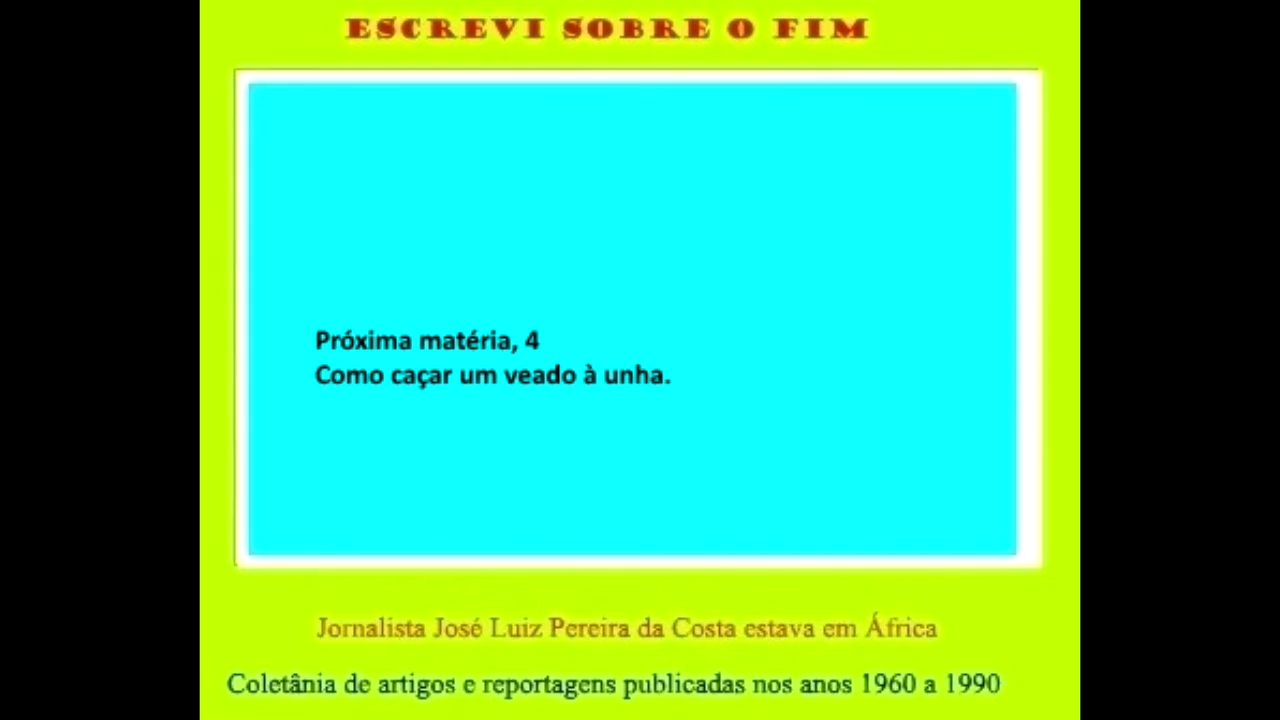 ESCREVI SOBRE O FIM
Próxima matéria, 4
Como caçar um veado à unha.
Jornalista José Luiz Pereira da Costa estava em África
Coletânia de artigos e reportagens publicadas nos anos 1960 a 1990